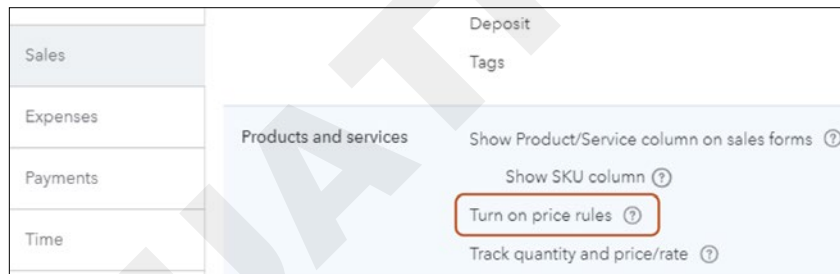 Deposit
Sales
Tags
Expenses
Products and services
Show Product/Service column on sales forms
Payments
Show SKU column
Turn on price rules
Time
Track quantity and price/rate